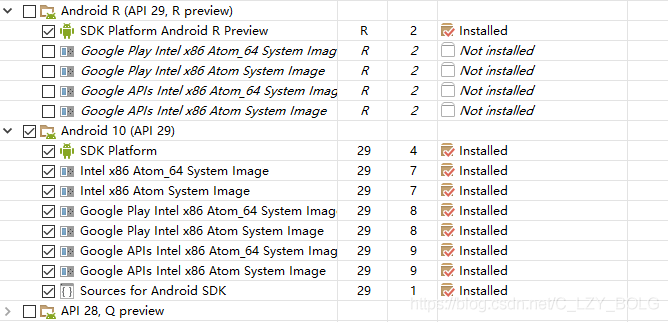 Android R (API 29, R preview)
SDK Platform Android R Preview R 2 Installed
Google Play Intel x86 Atom_64 System Imag R 2 Not installed
Google Play Intel x86 Atom System Image R 2 Not installed
Google APIs Intel x86 Atom_64 System Imag R 2 Not installed
Google APIs Intel x86 Atom System Image R 2 Not installed
Android 10 (API 29)
SDK Platform 29 4 Installed
Intel x86 Atom_64 System Image 29 7 Installed
Intel x86 Atom System Image 29 7 Installed
Google Play Intel x86 Atom_64 System Imag 29 8 Installed
Google Play Intel x86 Atom System Image 29 8 Installed
Google APIs Intel x86 Atom_64 System Imag 29 9 Installed
Google APIs Intel x86 Atom System Image 29 9 Installed
Sources for Android SDK 29 1 Installed
https://blog.csdn.net/C_LZY_BOLG
API 28, Q preview